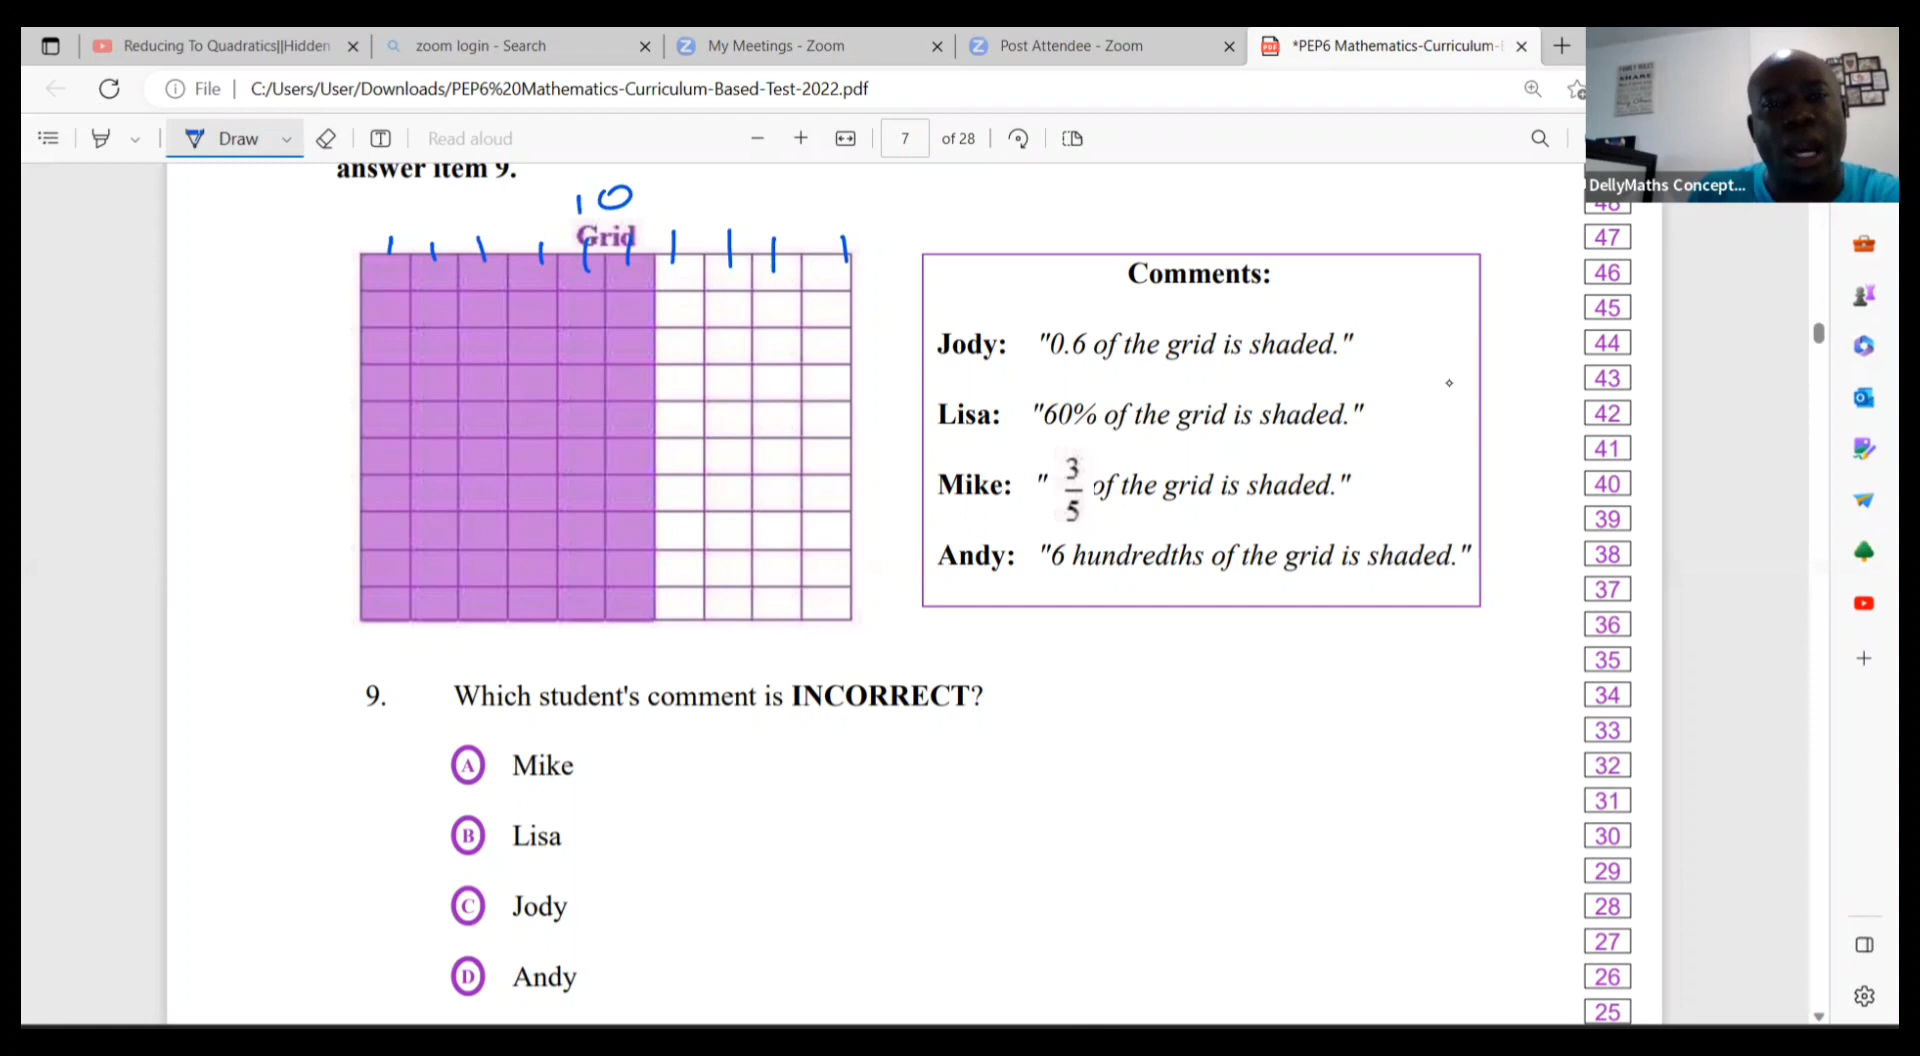 Reducing To Quadratics||Hidden
zoom login - Search
My Meetings - Zoom
Post Attendee - Zoom
*PEP6 Mathematics-Curriculum-
File
C:/Users/User/Downloads/PEP6%20Mathematics-Curriculum-Based-Test-2022.pdf
Draw
Read aloud
7
of 28
DellyMaths Concept...
answer item 9.
10
Grid
Comments:
Jody: "0.6 of the grid is shaded."
Lisa: "60% of the grid is shaded."
Mike: " 3/5 of the grid is shaded."
Andy: "6 hundredths of the grid is shaded."
9. Which student's comment is INCORRECT?
A Mike
B Lisa
C Jody
D Andy
48
47
46
45
44
43
42
41
40
39
38
37
36
35
34
33
32
31
30
29
28
27
26
25